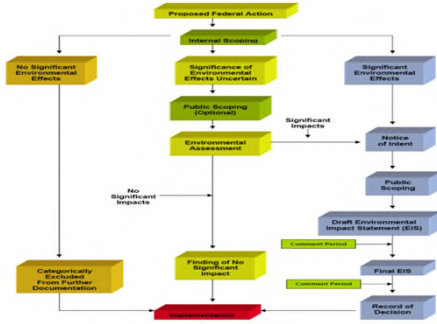 Proposed Federal Action
Internal Scoping
No Significant
Environmental
Effects
Significance of
Environmental
Effects Uncertain
Significant
Environmental
Effects
Public Scoping
(Optional)
Significant
Impacts
Environmental
Assessment
Notice
of Intent
Public
Scoping
No
Significant
Impacts
Draft Environmental
Impact Statement (EIS)
Comment Period
Categorically
Excluded
From Further
Documentation
Finding of No
Significant
Impact
Final EIS
Comment Period
Implementation
Record of
Decision